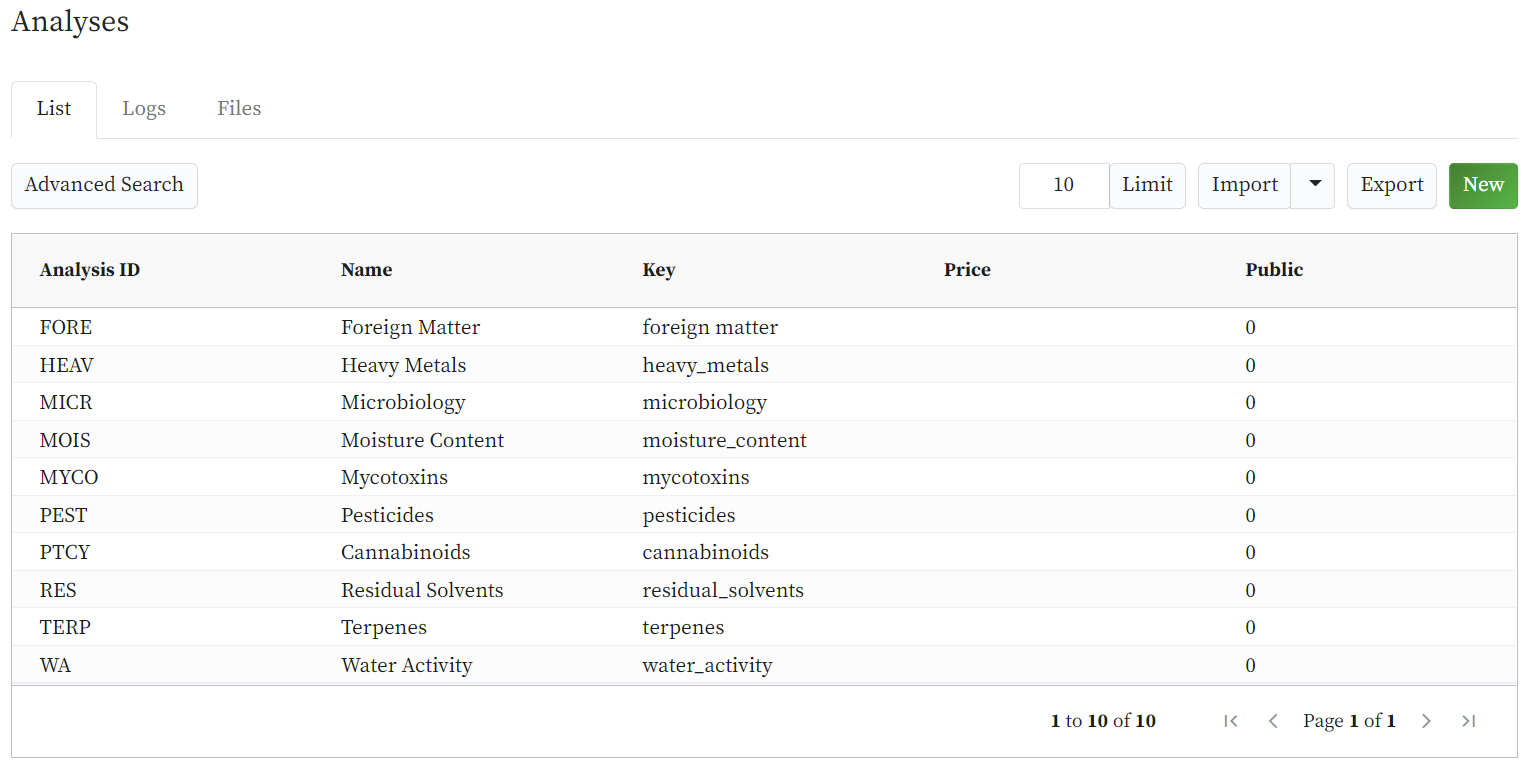 Analyses
List Logs Files
Advanced Search 10 Limit Import Export New
Analysis ID Name Key Price Public
FORE Foreign Matter foreign matter 0
HEAV Heavy Metals heavy_metals 0
MICR Microbiology microbiology 0
MOIS Moisture Content moisture_content 0
MYCO Mycotoxins mycotoxins 0
PEST Pesticides pesticides 0
PTCY Cannabinoids cannabinoids 0
RES Residual Solvents residual_solvents 0
TERP Terpenes terpenes 0
WA Water Activity water_activity 0
1 to 10 of 10 Page 1 of 1